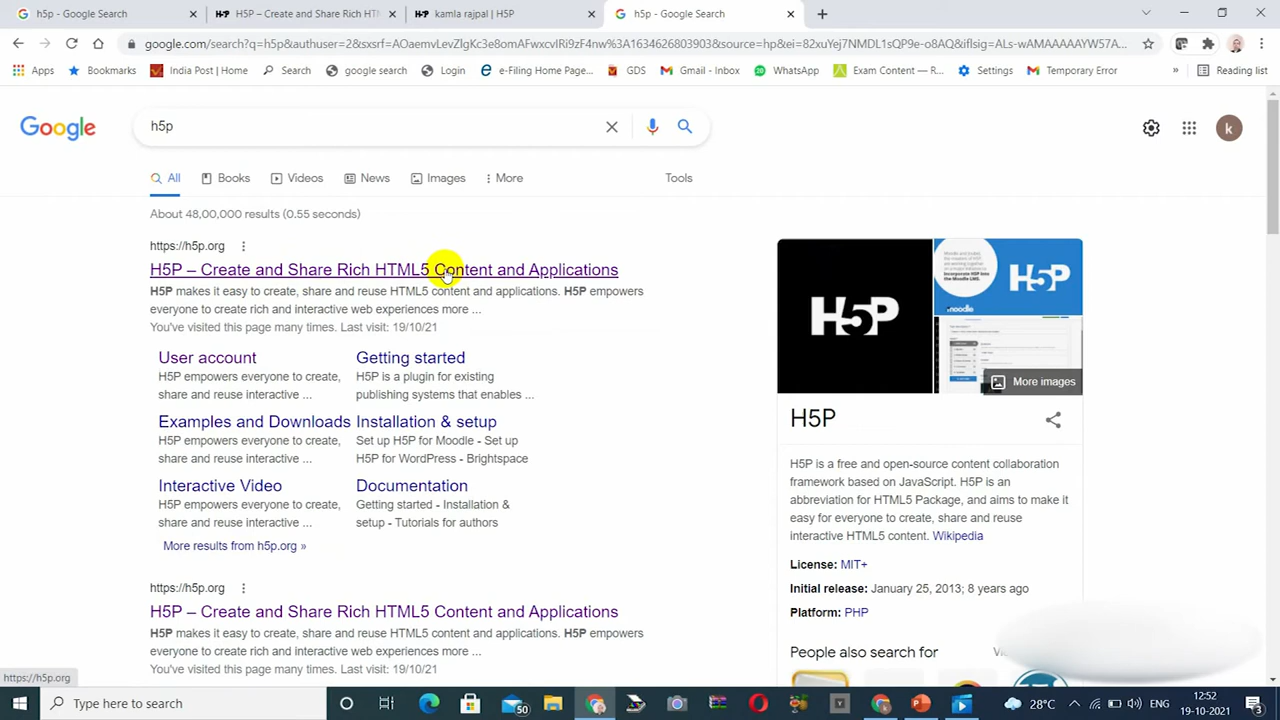 h5p - Google Search
H5P – Create and Share Rich HTM
kamla rajpal | H5P
h5p - Google Search
google.com/search?q=h5p&authuser=2&sxsrf=AOaemvLevZlgKc3e8omAFwxcvIRi9zF4nw%3A1634626803903&source=hp&ei=82xuYej7NMDL1sQP9e-o8AQ&iflsig=ALs-wAMAAAAAYW57A...
Apps
Bookmarks
India Post | Home
Search
google search
Login
e-Filing Home Page...
GDS
Gmail - Inbox
WhatsApp
Exam Content — R...
Settings
Temporary Error
»
Reading list
Google
h5p
k
All
Books
Videos
News
Images
More
Tools
About 48,00,000 results (0.55 seconds)
https://h5p.org
H5P – Create and Share Rich HTML5 Content and Applications
H5P makes it easy to create, share and reuse HTML5 content and applications. H5P empowers
everyone to create rich and interactive web experiences more ...
You've visited this page many times. Last visit: 19/10/21
User account
H5P empowers everyone to create,
share and reuse interactive ...
Getting started
H5P is a plugin for existing
publishing systems that enables ...
Examples and Downloads
H5P empowers everyone to create,
share and reuse interactive ...
Installation & setup
Set up H5P for Moodle - Set up
H5P for WordPress - Brightspace
Interactive Video
H5P empowers everyone to create,
share and reuse interactive ...
Documentation
Getting started - Installation &
setup - Tutorials for authors
More results from h5p.org »
https://h5p.org
H5P – Create and Share Rich HTML5 Content and Applications
H5P makes it easy to create, share and reuse HTML5 content and applications. H5P empowers
everyone to create rich and interactive web experiences more ...
You've visited this page many times. Last visit: 19/10/21
H5P
H5P
moodle
More images
H5P
H5P is a free and open-source content collaboration
framework based on JavaScript. H5P is an
abbreviation for HTML5 Package, and aims to make it
easy for everyone to create, share and reuse
interactive HTML5 content. Wikipedia
License: MIT+
Initial release: January 25, 2013; 8 years ago
Platform: PHP
People also search for
https://h5p.org
Type here to search
50
28°C
ENG
12:52
19-10-2021